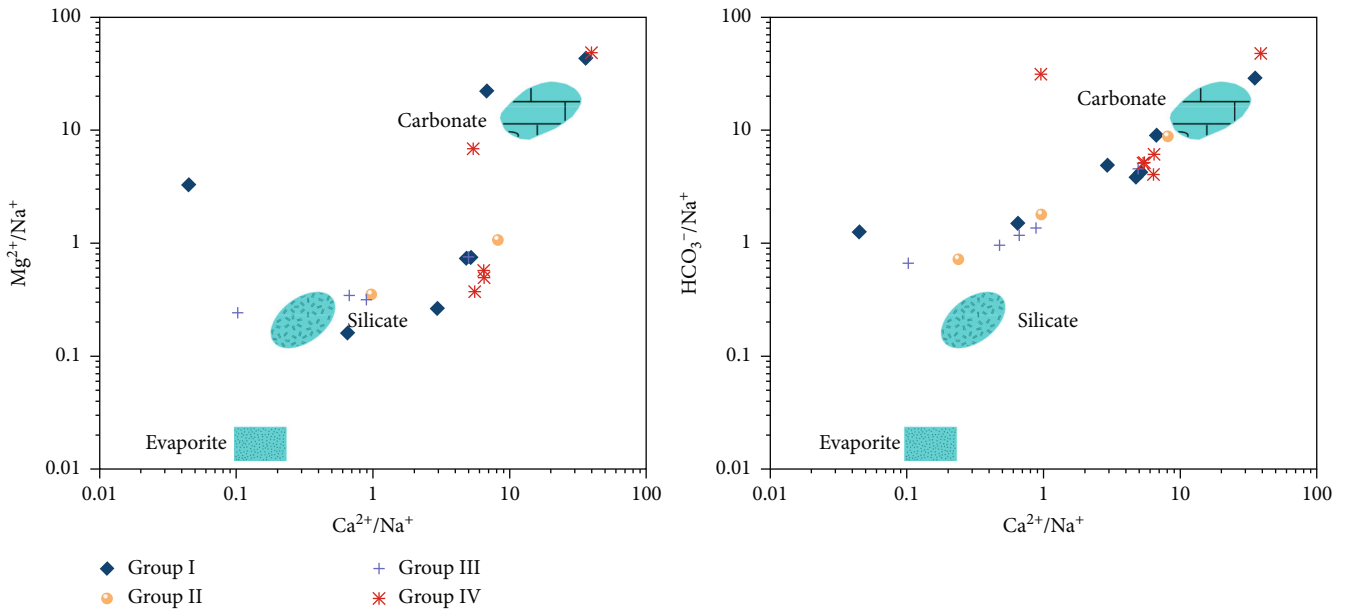 100
10
1
0.1
0.01
Mg²⁺/Na⁺
Carbonate
Silicate
Evaporite
0.01 0.1 1 10 100
Ca²⁺/Na⁺
100
10
1
0.1
0.01
HCO₃⁻/Na⁺
Carbonate
Silicate
Evaporite
0.01 0.1 1 10 100
Ca²⁺/Na⁺
Group I
Group II
Group III
Group IV